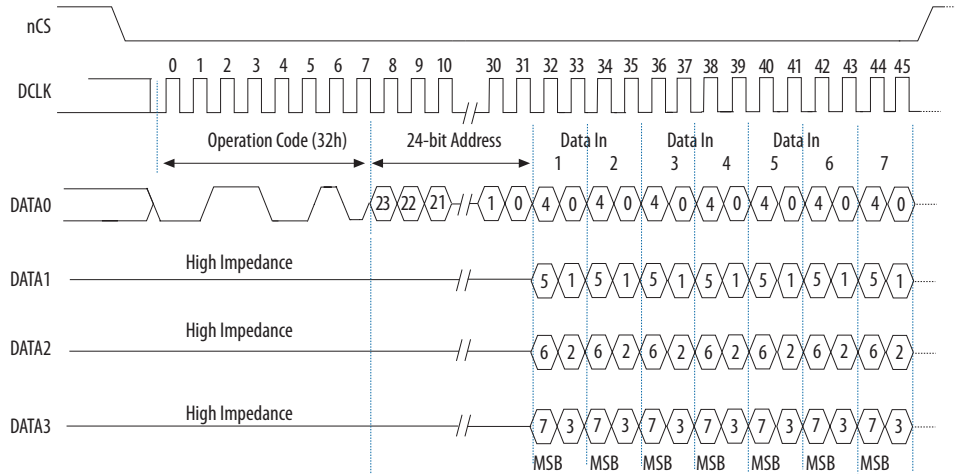 nCS
0 1 2 3 4 5 6 7 8 9 10 30 31 32 33 34 35 36 37 38 39 40 41 42 43 44 45
DCLK
Operation Code (32h) 24-bit Address Data In Data In Data In
1 2 3 4 5 6 7
DATA0 23 22 21 1 0 4 0 4 0 4 0 4 0 4 0 4 0 4 0
High Impedance
DATA1 5 1 5 1 5 1 5 1 5 1 5 1 5 1
High Impedance
DATA2 6 2 6 2 6 2 6 2 6 2 6 2 6 2
High Impedance
DATA3 7 3 7 3 7 3 7 3 7 3 7 3 7 3
MSB MSB MSB MSB MSB MSB MSB